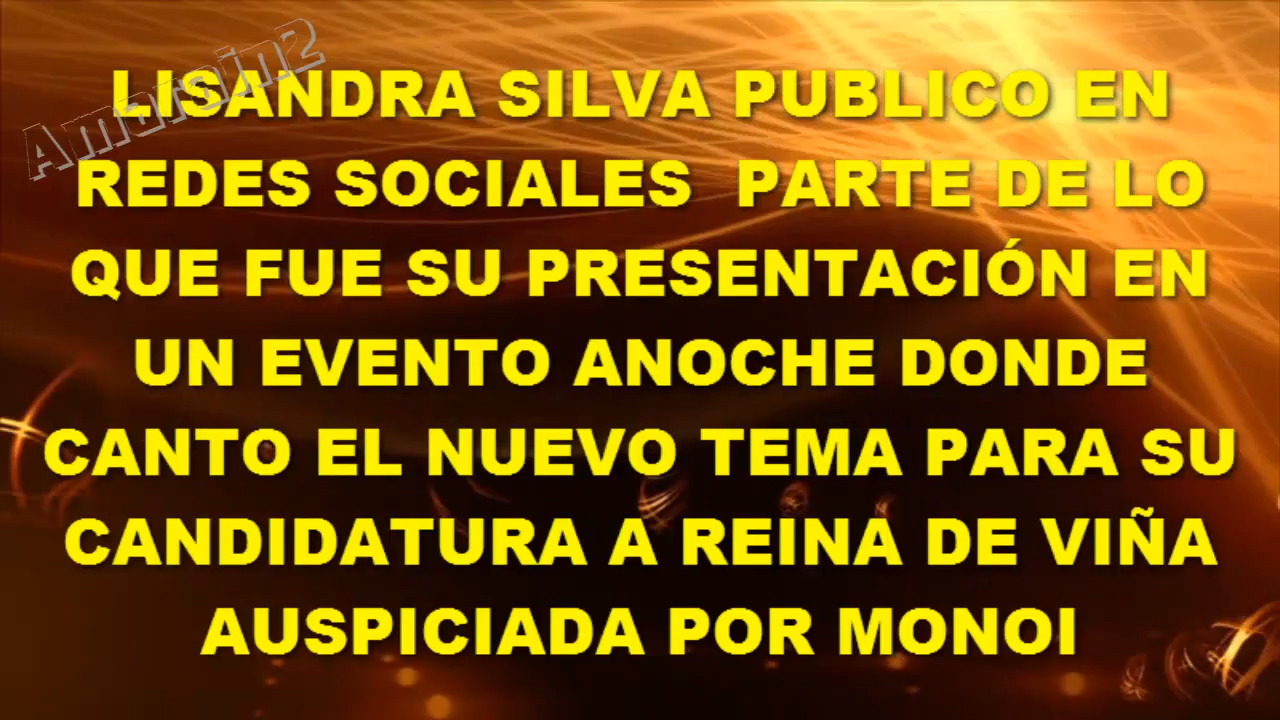 Amorain2
LISANDRA SILVA PUBLICO EN
REDES SOCIALES PARTE DE LO
QUE FUE SU PRESENTACIÓN EN
UN EVENTO ANOCHE DONDE
CANTO EL NUEVO TEMA PARA SU
CANDIDATURA A REINA DE VIÑA
AUSPICIADA POR MONOI